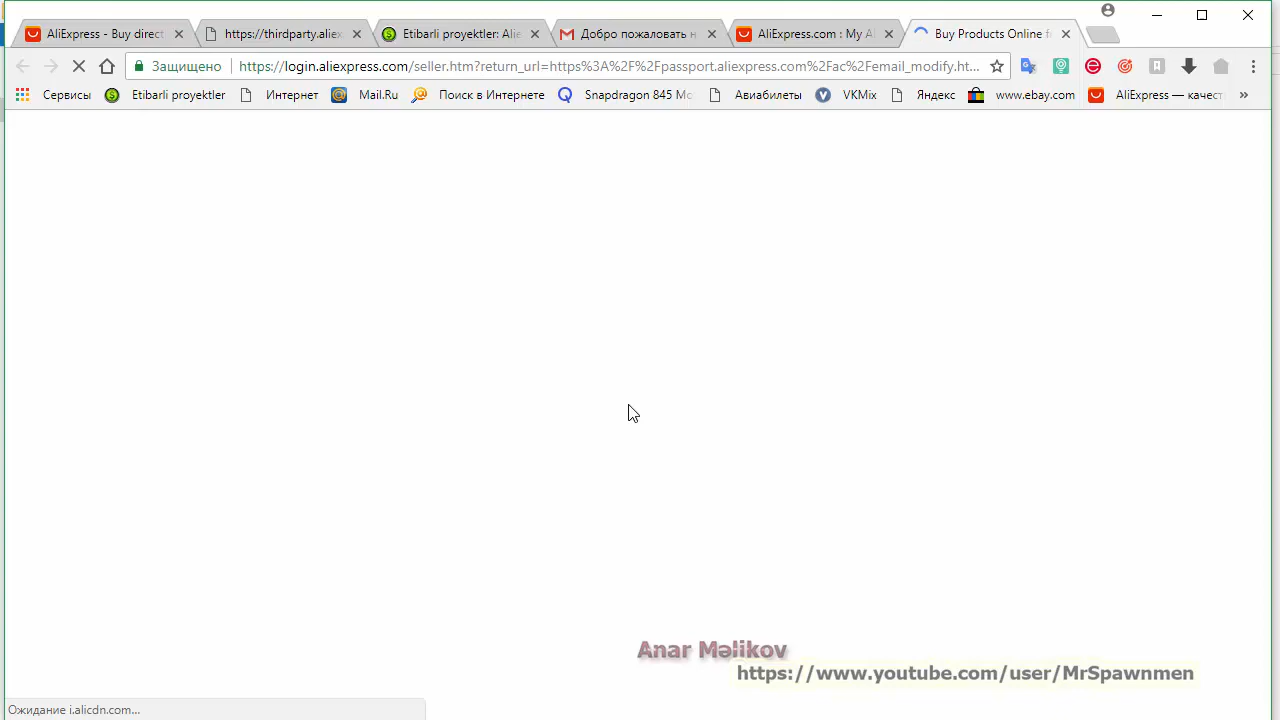 AliExpress - Buy direct
https://thirdparty.aliex
Etibarli proyektler: Alie
Добро пожаловать н
AliExpress.com : My Al
Buy Products Online f
Защищено
https://login.aliexpress.com/seller.htm?return_url=https%3A%2F%2Fpassport.aliexpress.com%2Fac%2Femail_modify.ht...
Сервисы Etibarli proyektler Интернет Mail.Ru Поиск в Интернете Snapdragon 845 Mo Авиабилеты VKMix Яндекс www.ebay.com AliExpress — качест »
Anar Məlikov
https://www.youtube.com/user/MrSpawnmen
Ожидание i.alicdn.com...